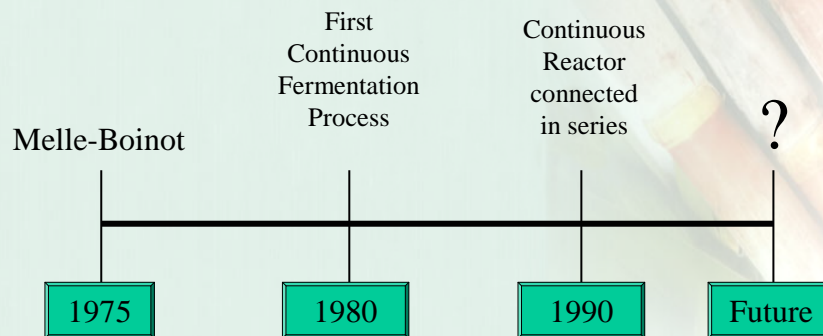 First
Continuous
Fermentation
Process
Continuous
Reactor
connected
in series
?
Melle-Boinot
1975
1980
1990
Future